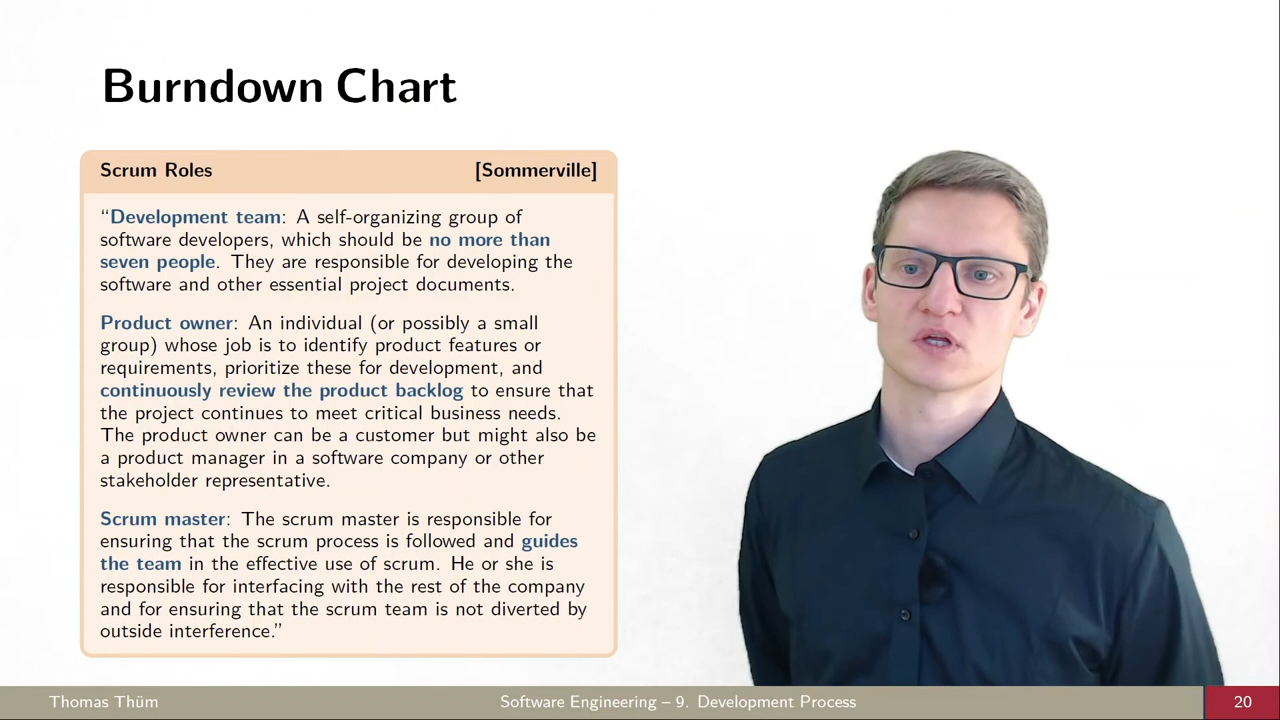 Burndown Chart
Scrum Roles [Sommerville]
“Development team: A self-organizing group of
software developers, which should be no more than
seven people. They are responsible for developing the
software and other essential project documents.
Product owner: An individual (or possibly a small
group) whose job is to identify product features or
requirements, prioritize these for development, and
continuously review the product backlog to ensure that
the project continues to meet critical business needs.
The product owner can be a customer but might also be
a product manager in a software company or other
stakeholder representative.
Scrum master: The scrum master is responsible for
ensuring that the scrum process is followed and guides
the team in the effective use of scrum. He or she is
responsible for interfacing with the rest of the company
and for ensuring that the scrum team is not diverted by
outside interference.”
Thomas Thüm Software Engineering – 9. Development Process 20